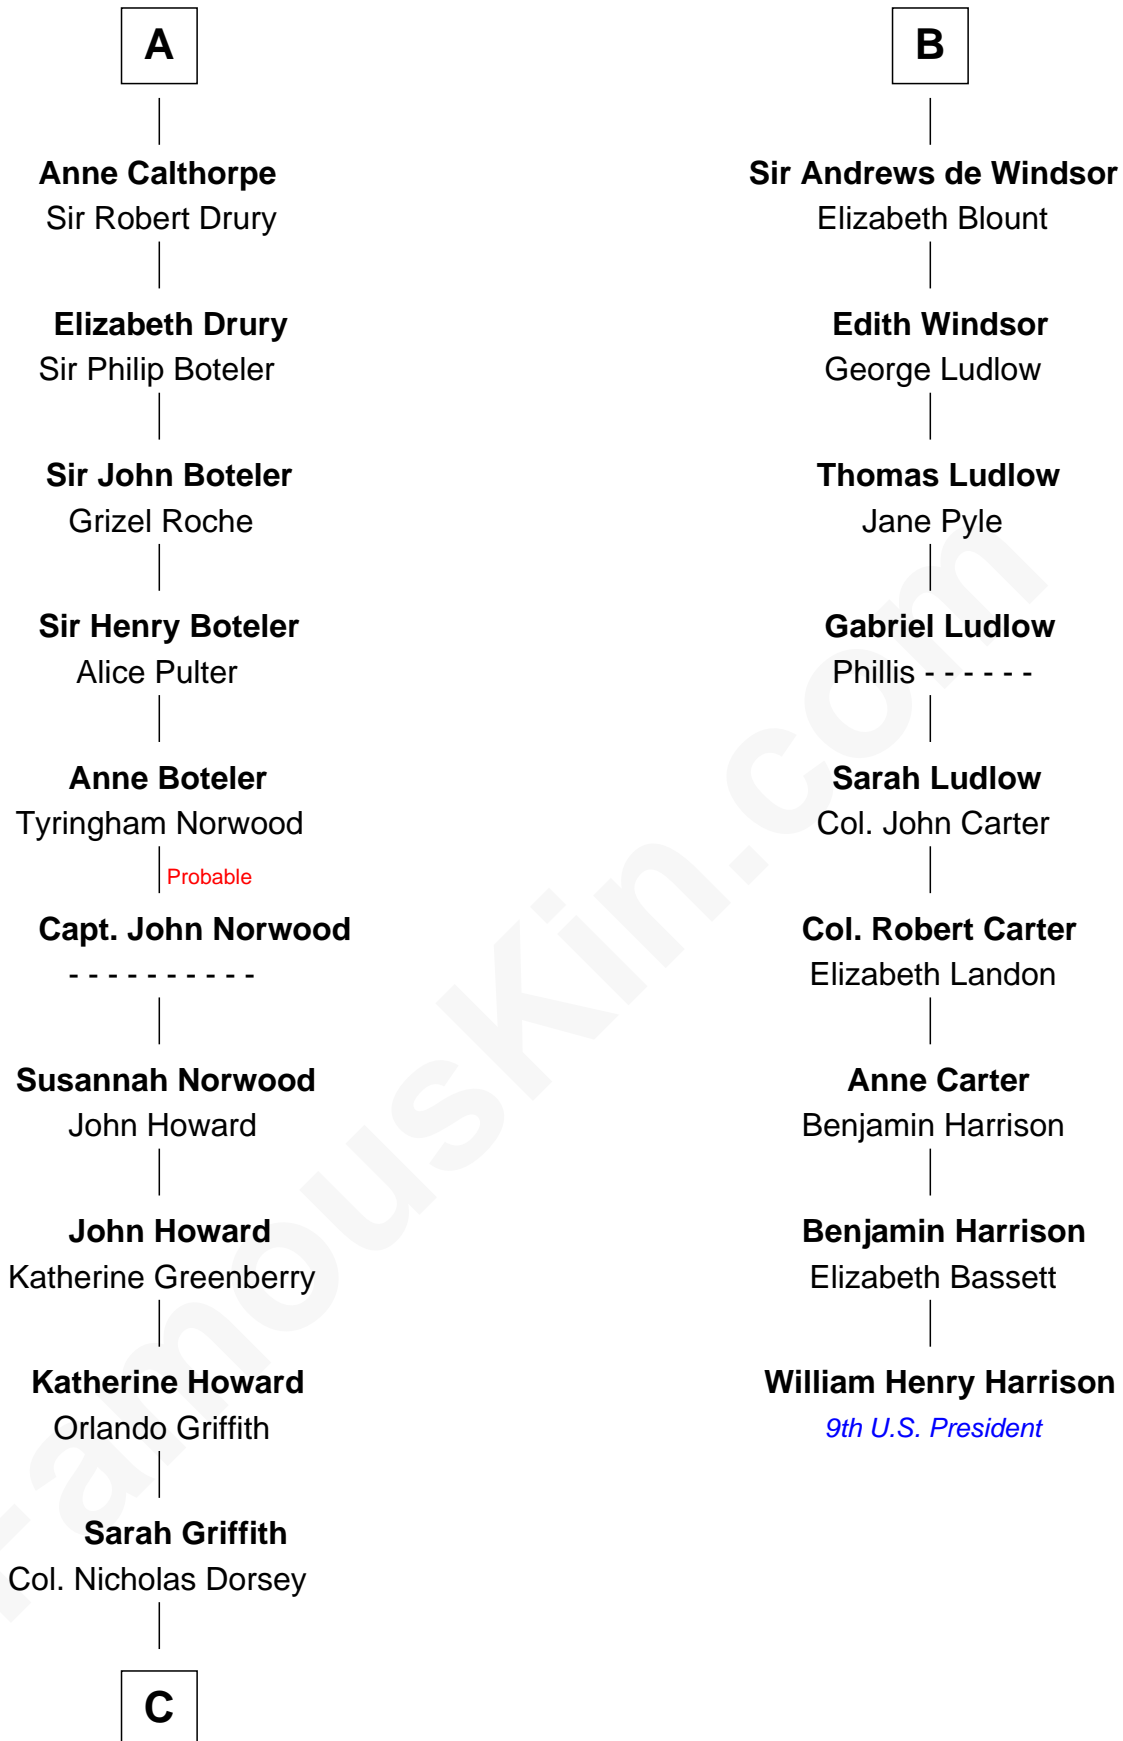 A
Anne Calthorpe
Sir Robert Drury
Elizabeth Drury
Sir Philip Boteler
Sir John Boteler
Grizel Roche
Sir Henry Boteler
Alice Pulter
Anne Boteler
Tyringham Norwood
Probable
Capt. John Norwood
- - - - - - - - - -
Susannah Norwood
John Howard
John Howard
Katherine Greenberry
Katherine Howard
Orlando Griffith
Sarah Griffith
Col. Nicholas Dorsey
C
B
Sir Andrews de Windsor
Elizabeth Blount
Edith Windsor
George Ludlow
Thomas Ludlow
Jane Pyle
Gabriel Ludlow
Phillis - - - - - -
Sarah Ludlow
Col. John Carter
Col. Robert Carter
Elizabeth Landon
Anne Carter
Benjamin Harrison
Benjamin Harrison
Elizabeth Bassett
William Henry Harrison
9th U.S. President
FamousKin.com